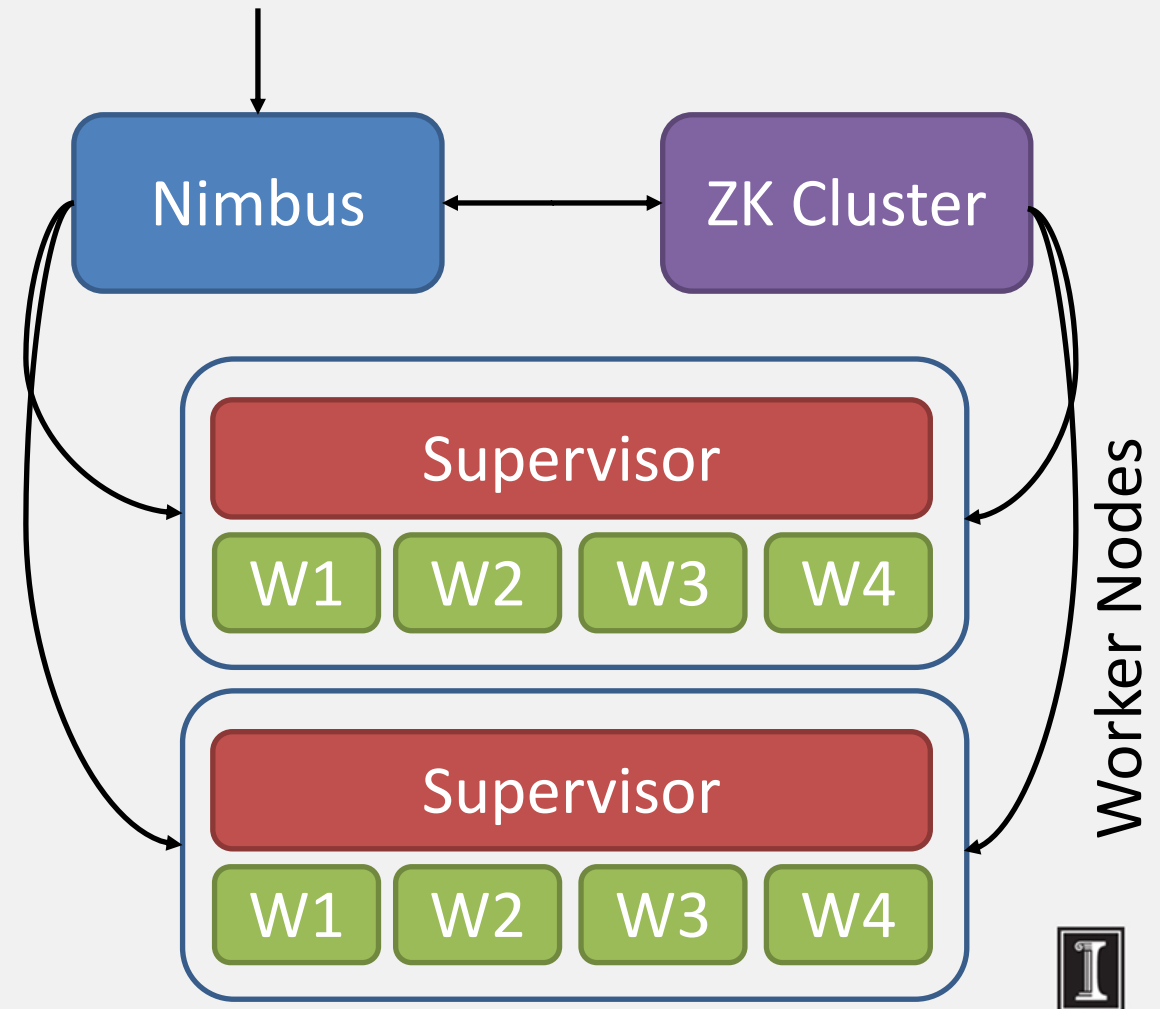 Nimbus
ZK Cluster
Supervisor
W1 W2 W3 W4
Supervisor
W1 W2 W3 W4
Worker Nodes
I